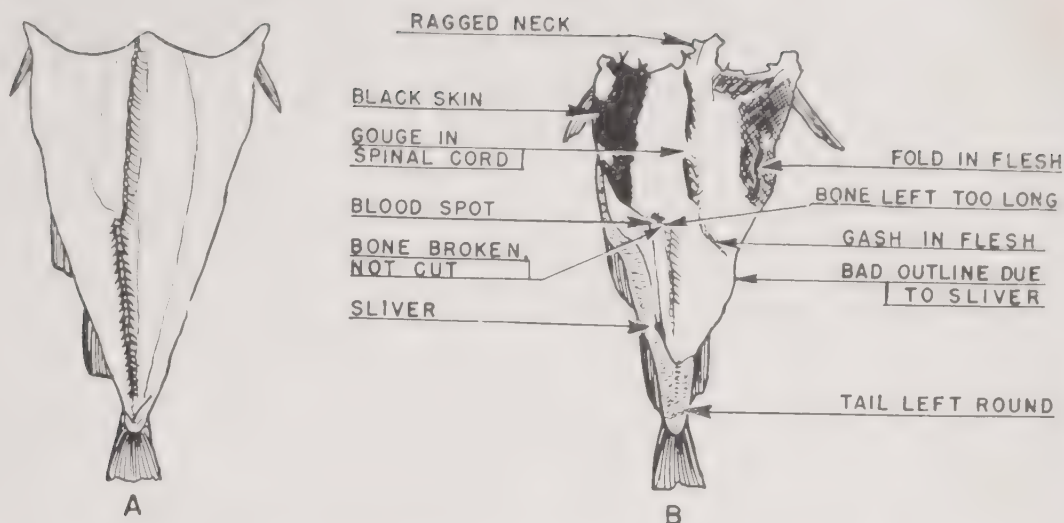 RAGGED NECK
BLACK SKIN
GOUGE IN
SPINAL CORD
BLOOD SPOT
BONE BROKEN,
NOT CUT
SLIVER
FOLD IN FLESH
BONE LEFT TOO LONG
GASH IN FLESH
BAD OUTLINE DUE
TO SLIVER
TAIL LEFT ROUND
A
B